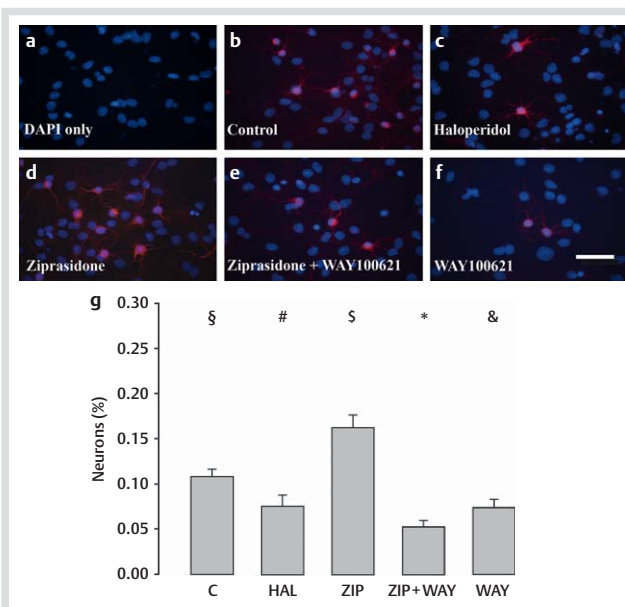 a
DAPI only
b
Control
c
Haloperidol
d
Ziprasidone
e
Ziprasidone + WAY100621
f
WAY100621
g
0.30
0.25
0.20
0.15
0.10
0.05
0.00
Neurons (%)
§ # $ * &
C HAL ZIP ZIP+WAY WAY